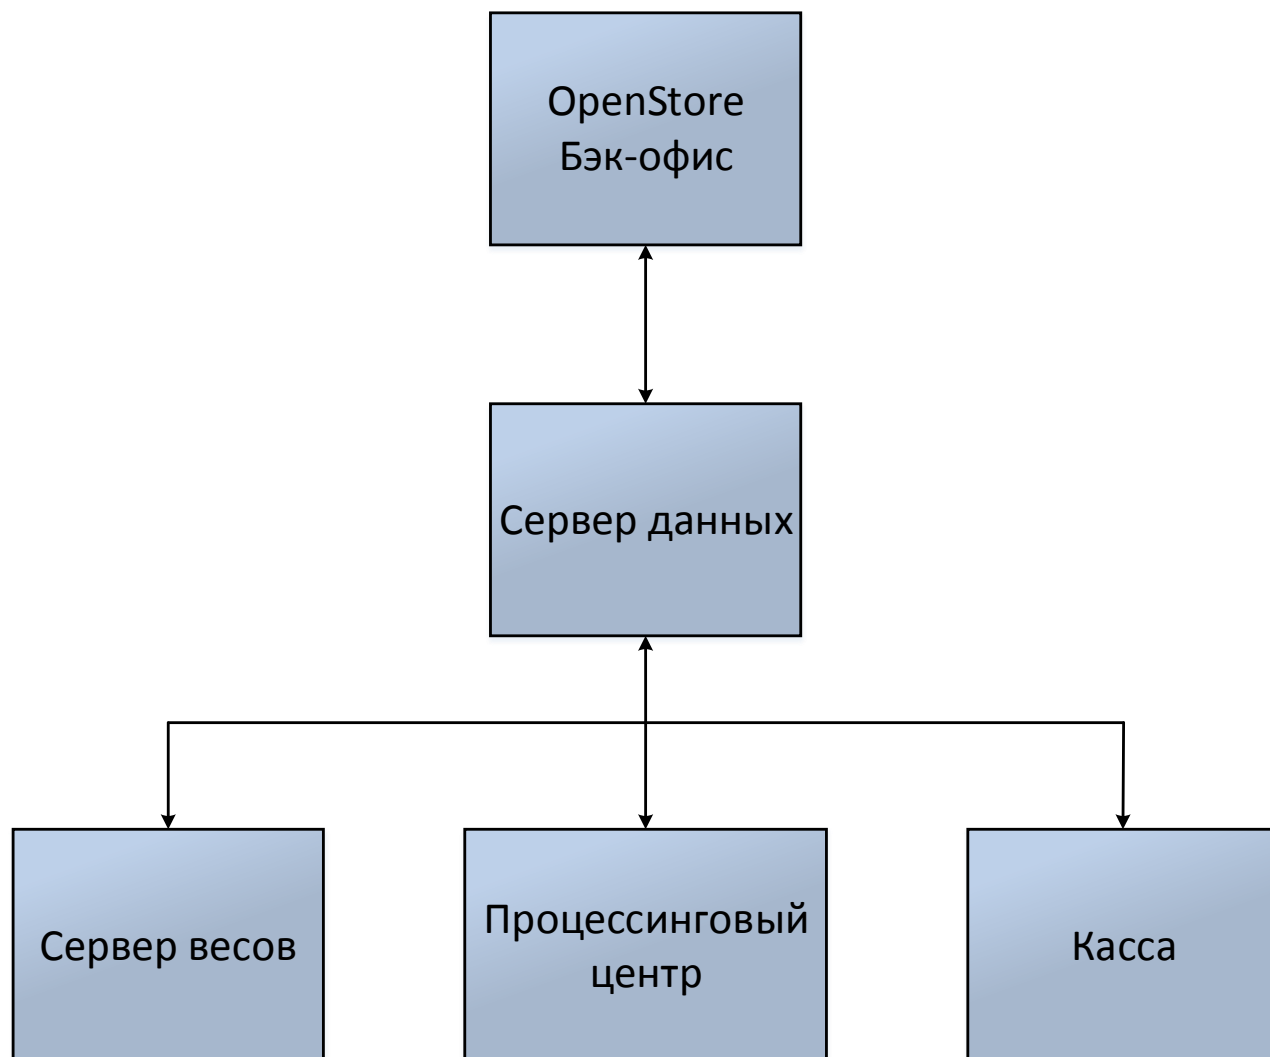 OpenStore
Бэк-офис
Сервер данных
Сервер весов
Процессинговый
центр
Касса